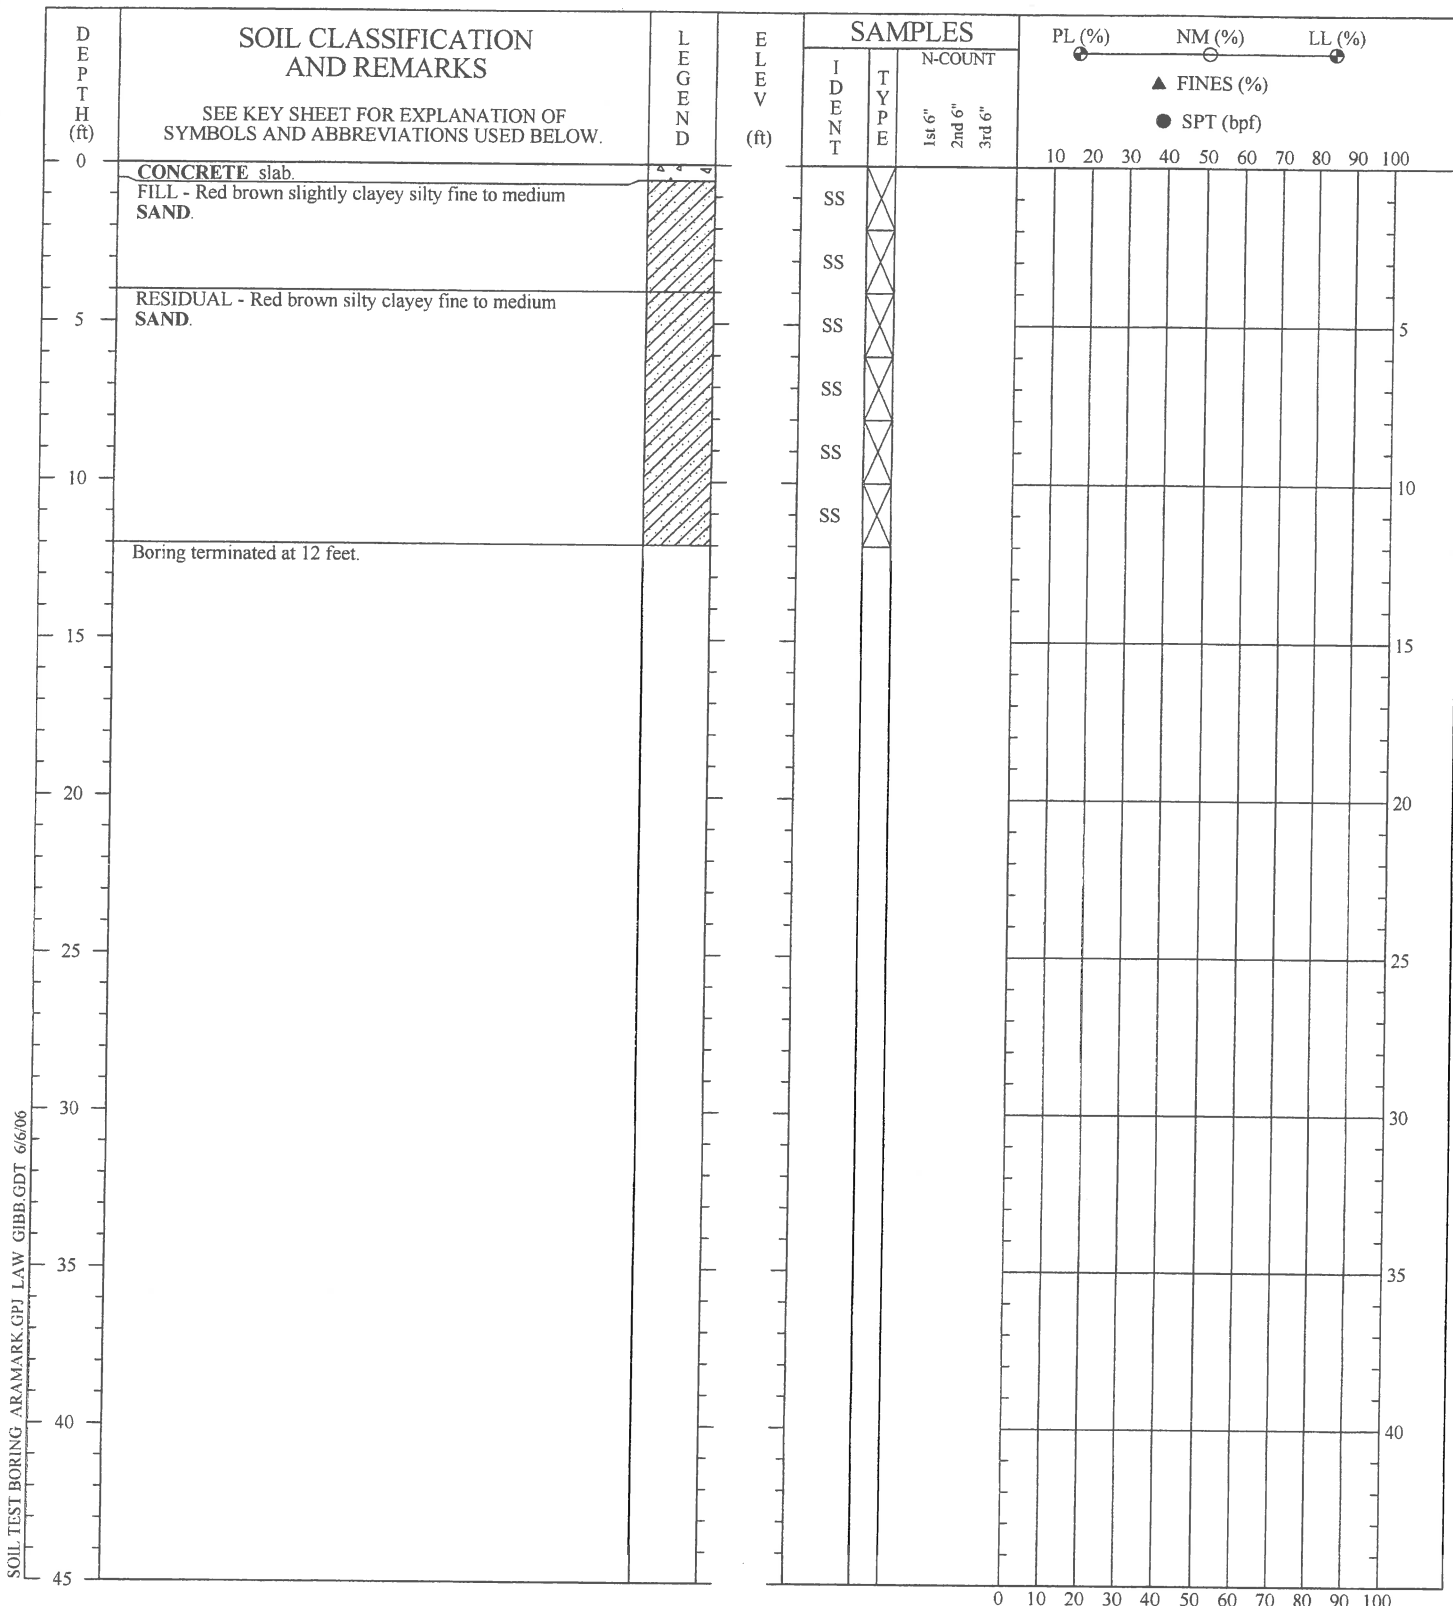 DEPTH (ft)
SOIL CLASSIFICATION
AND REMARKS
SEE KEY SHEET FOR EXPLANATION OF
SYMBOLS AND ABBREVIATIONS USED BELOW.
LEGEND
ELEV (ft)
SAMPLES
IDENT
TYPE
N-COUNT
1st 6"
2nd 6"
3rd 6"
PL (%) NM (%) LL (%)
▲ FINES (%)
● SPT (bpf)
10 20 30 40 50 60 70 80 90 100
0
CONCRETE slab.
FILL - Red brown slightly clayey silty fine to medium
SAND.
SS
SS
RESIDUAL - Red brown silty clayey fine to medium
SAND.
5 SS 5
SS
SS
10 10
SS
Boring terminated at 12 feet.
15 15
20 20
25 25
30 30
35 35
40 40
45
0 10 20 30 40 50 60 70 80 90 100
SOIL TEST BORING ARAMARK.GPJ LAW GIBB.GDT 6/6/06